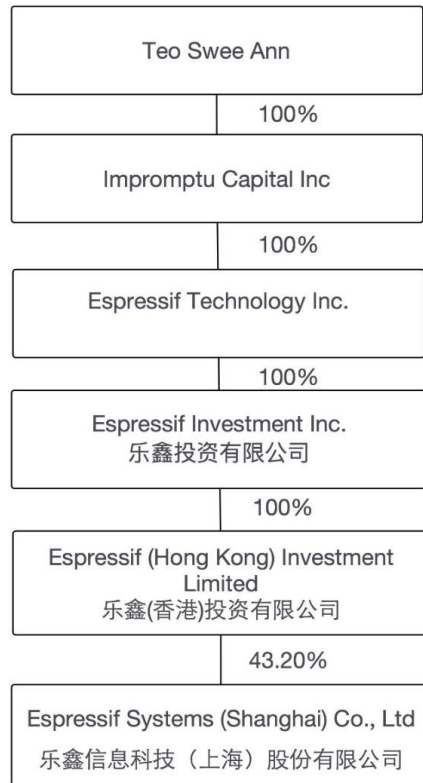 Teo Swee Ann
100%
Impromptu Capital Inc
100%
Espressif Technology Inc.
100%
Espressif Investment Inc.
乐鑫投资有限公司
100%
Espressif (Hong Kong) Investment
Limited
乐鑫(香港)投资有限公司
43.20%
Espressif Systems (Shanghai) Co., Ltd
乐鑫信息科技（上海）股份有限公司